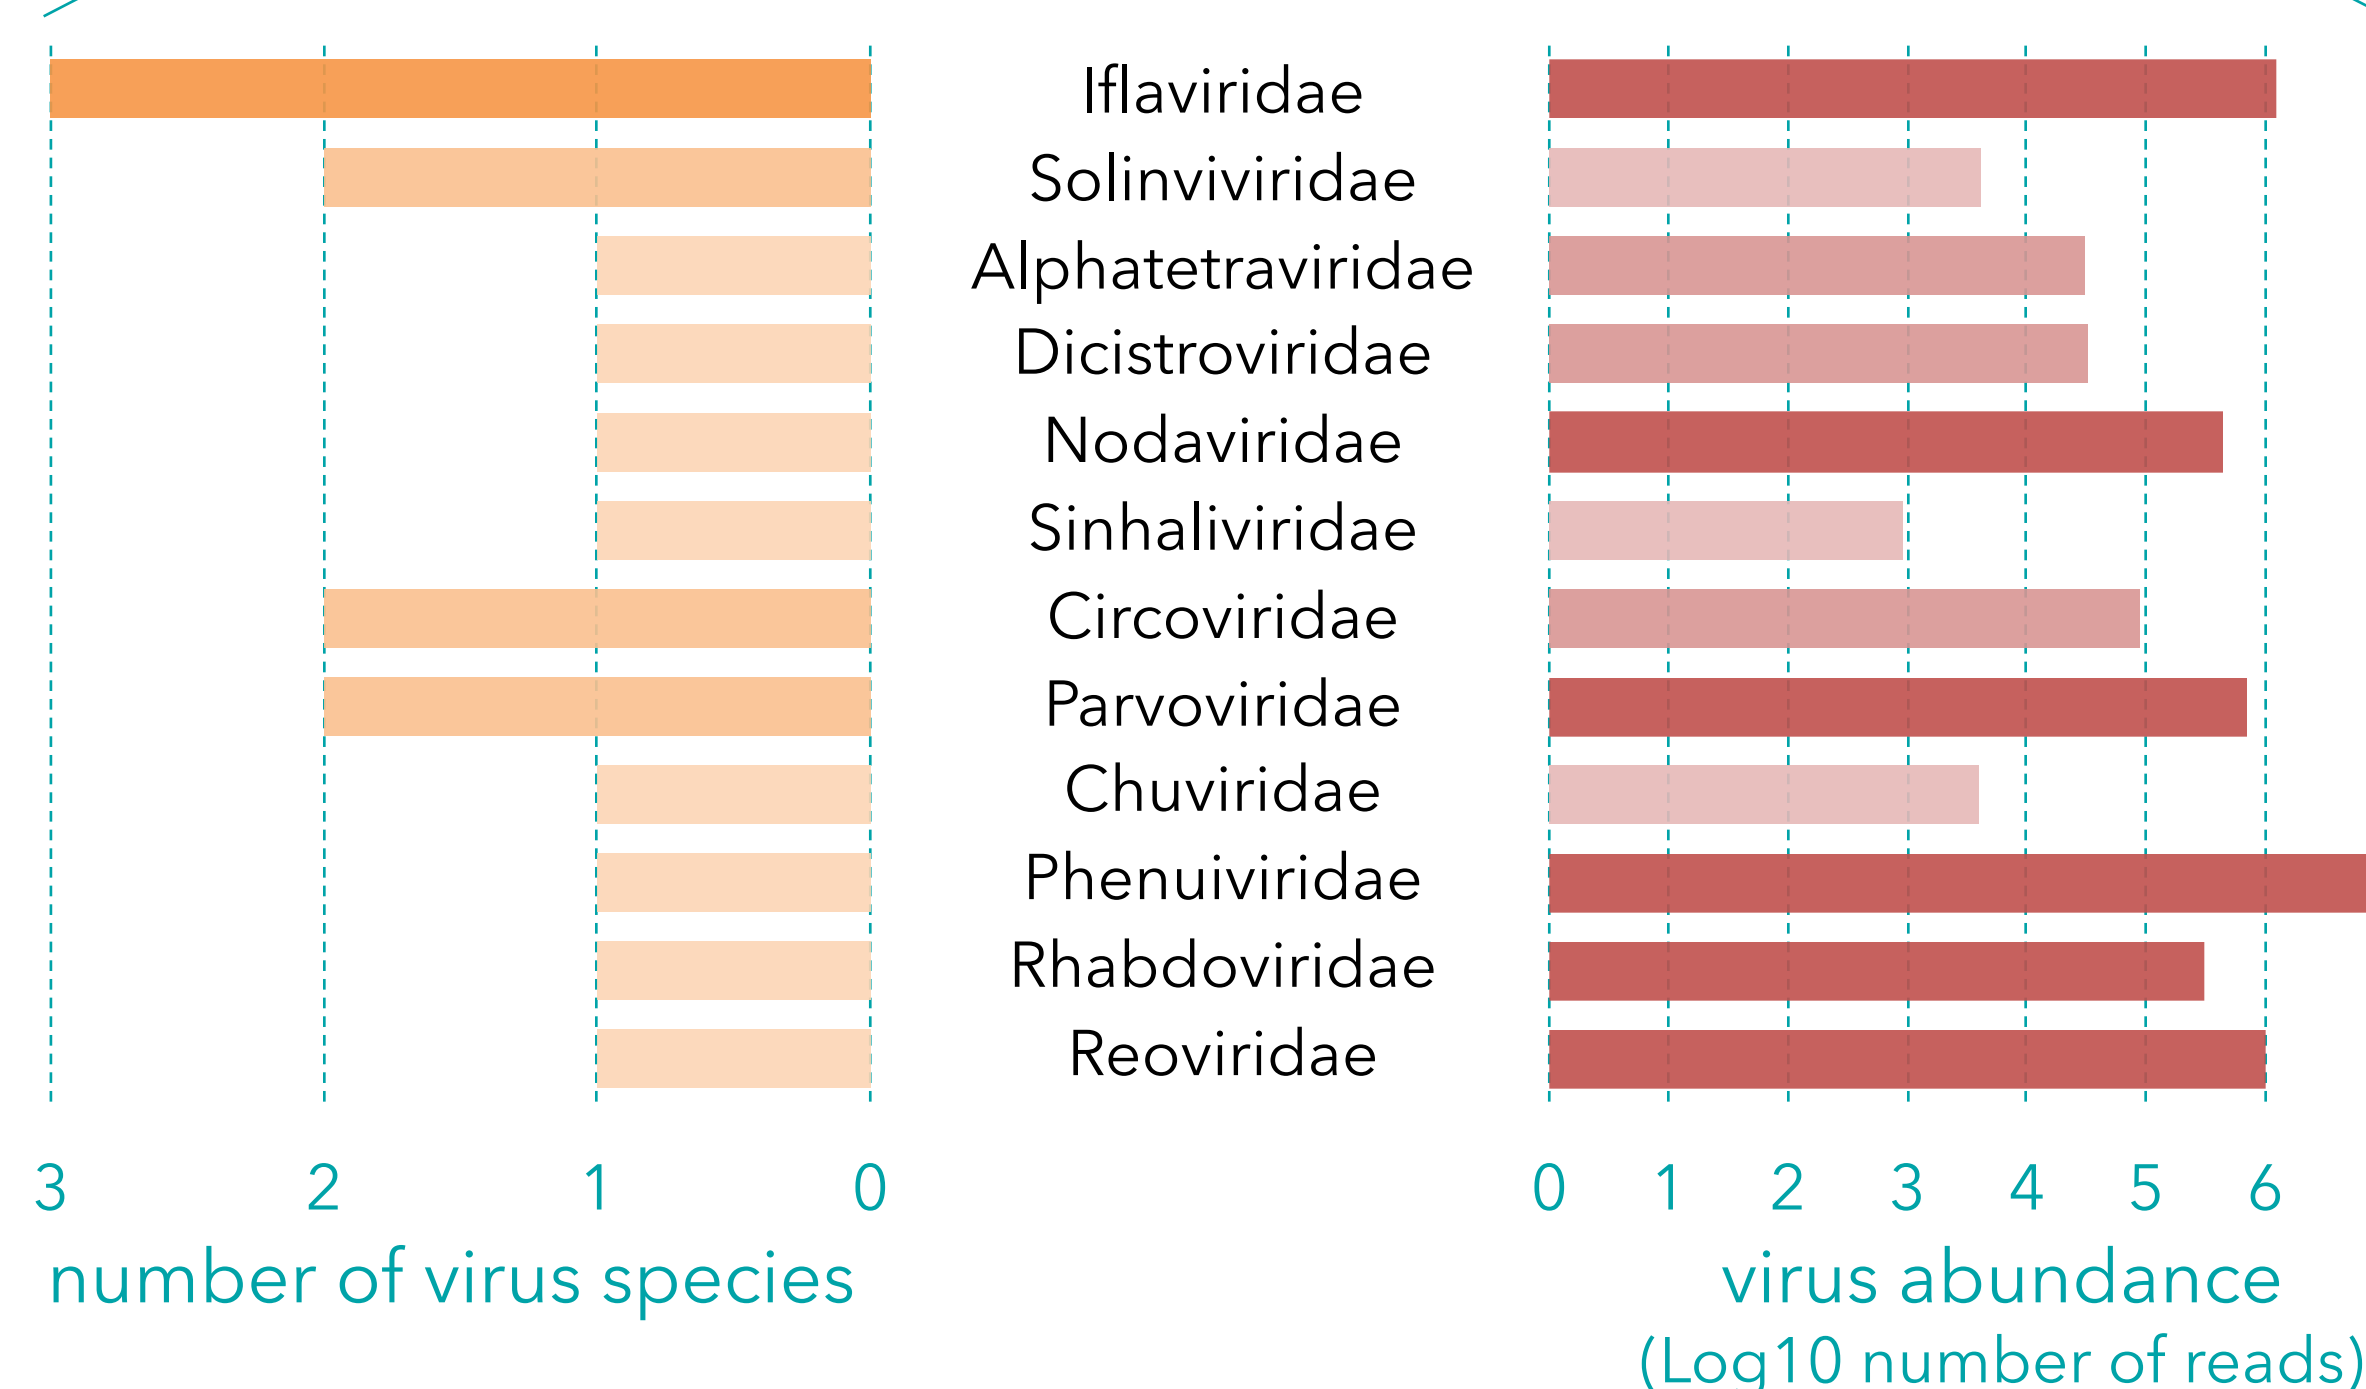 Iflaviridae
Solinviviridae
Alphatetraviridae
Dicistroviridae
Nodaviridae
Sinhaliviridae
Circoviridae
Parvoviridae
Chuviridae
Phenuiviridae
Rhabdoviridae
Reoviridae
3 2 1 0
number of virus species
0 1 2 3 4 5 6
virus abundance
(Log10 number of reads)